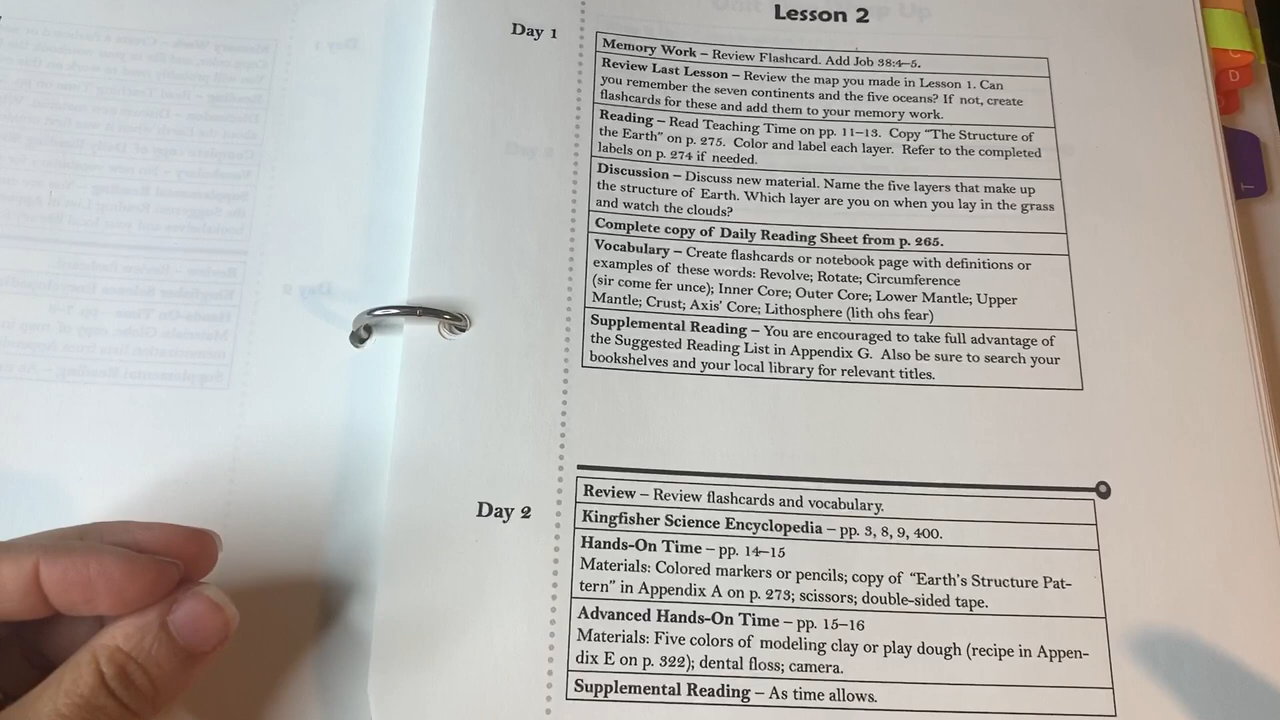 Lesson 2
Day 1
Memory Work – Review Flashcard. Add Job 38:4–5.
Review Last Lesson – Review the map you made in Lesson 1. Can
you remember the seven continents and the five oceans? If not, create
flashcards for these and add them to your memory work.
Reading – Read Teaching Time on pp. 11–13. Copy “The Structure of
the Earth” on p. 275. Color and label each layer. Refer to the completed
labels on p. 274 if needed.
Discussion – Discuss new material. Name the five layers that make up
the structure of Earth. Which layer are you on when you lay in the grass
and watch the clouds?
Complete copy of Daily Reading Sheet from p. 265.
Vocabulary – Create flashcards or notebook page with definitions or
examples of these words: Revolve; Rotate; Circumference
(sir come fer unce); Inner Core; Outer Core; Lower Mantle; Upper
Mantle; Crust; Axis’ Core; Lithosphere (lith ohs fear)
Supplemental Reading – You are encouraged to take full advantage of
the Suggested Reading List in Appendix G. Also be sure to search your
bookshelves and your local library for relevant titles.
Day 2
Review – Review flashcards and vocabulary.
Kingfisher Science Encyclopedia – pp. 3, 8, 9, 400.
Hands-On Time – pp. 14–15
Materials: Colored markers or pencils; copy of “Earth’s Structure Pat-
tern” in Appendix A on p. 273; scissors; double-sided tape.
Advanced Hands-On Time – pp. 15–16
Materials: Five colors of modeling clay or play dough (recipe in Appen-
dix E on p. 322); dental floss; camera.
Supplemental Reading – As time allows.
C
D
T